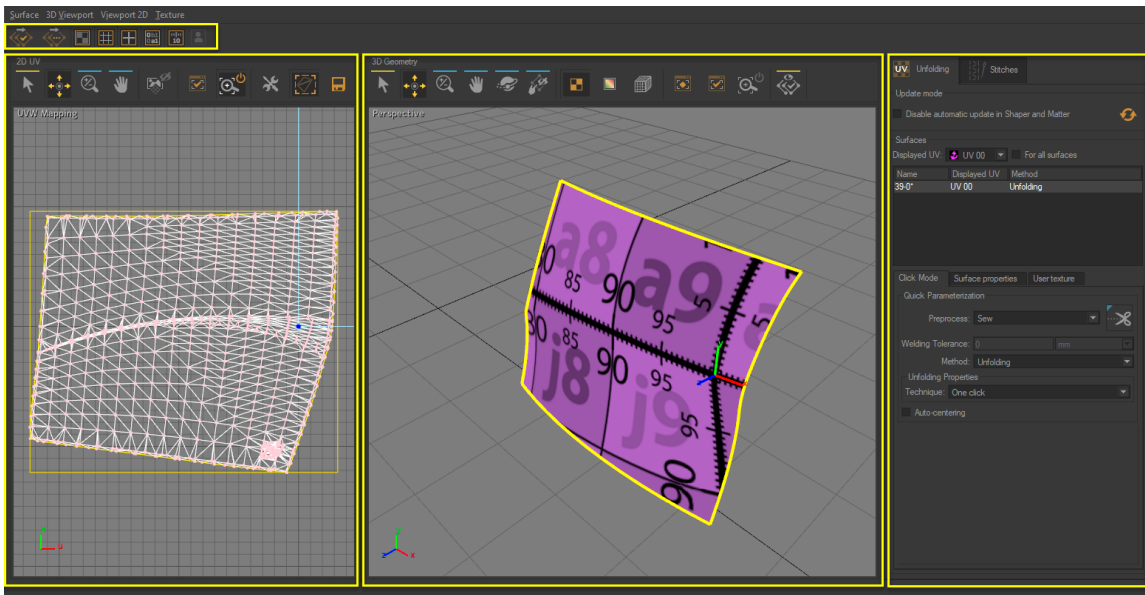 Surface 3D Viewport Viewport 2D Texture
2D UV
3D Geometry
UVW Mapping
Perspective
a8
a9
85
90
95
5
5
80
85
90
95
95
j8
j9
90
x
y
z
UV Unfolding Stitches
Update mode
Disable automatic update in Shaper and Matter
Surfaces
Displayed UV: UV 00 For all surfaces
Name Displayed UV Method
39-0° UV 00 Unfolding
Click Mode Surface properties User texture
Quick Parameterization
Preprocess: Sew
Welding Tolerance: 0 mm
Method: Unfolding
Unfolding Properties
Technique: One click
Auto-centering